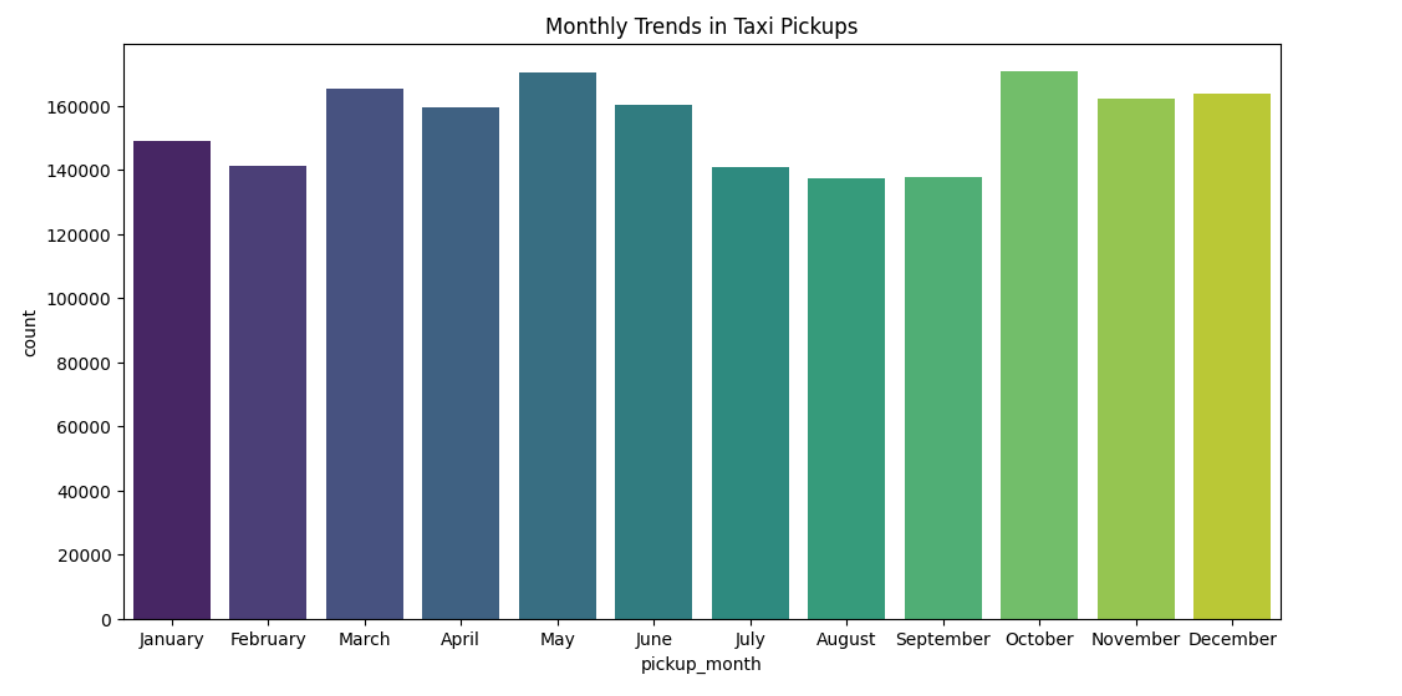 Monthly Trends in Taxi Pickups
count
160000
140000
120000
100000
80000
60000
40000
20000
0
January February March April May June July August September October November December
pickup_month